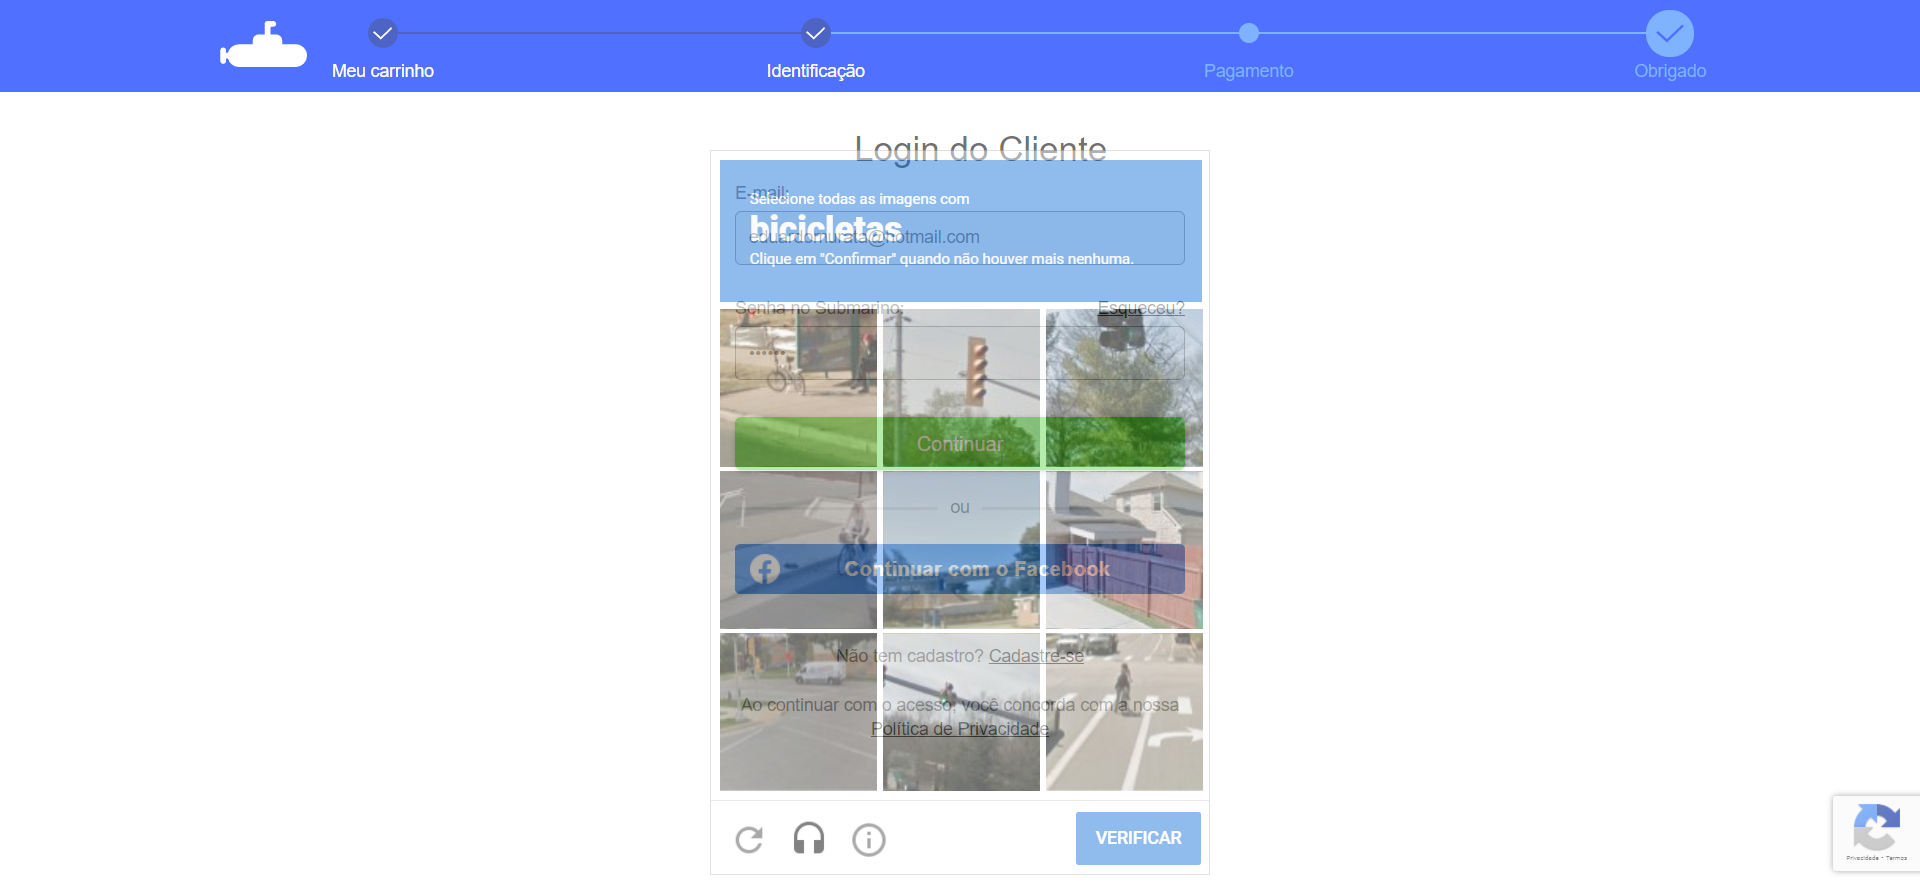 Meu carrinho
Identificação
Pagamento
Obrigado
Login do Cliente
E-mail:
Selecione todas as imagens com
bicicletas
eduardomurata@hotmail.com
Clique em "Confirmar" quando não houver mais nenhuma.
Senha no Submarino:
Esqueceu?
Continuar
ou
Continuar com o Facebook
Não tem cadastro? Cadastre-se
Ao continuar com o acesso, você concorda com a nossa
Política de Privacidade
VERIFICAR
Privacidade - Termos